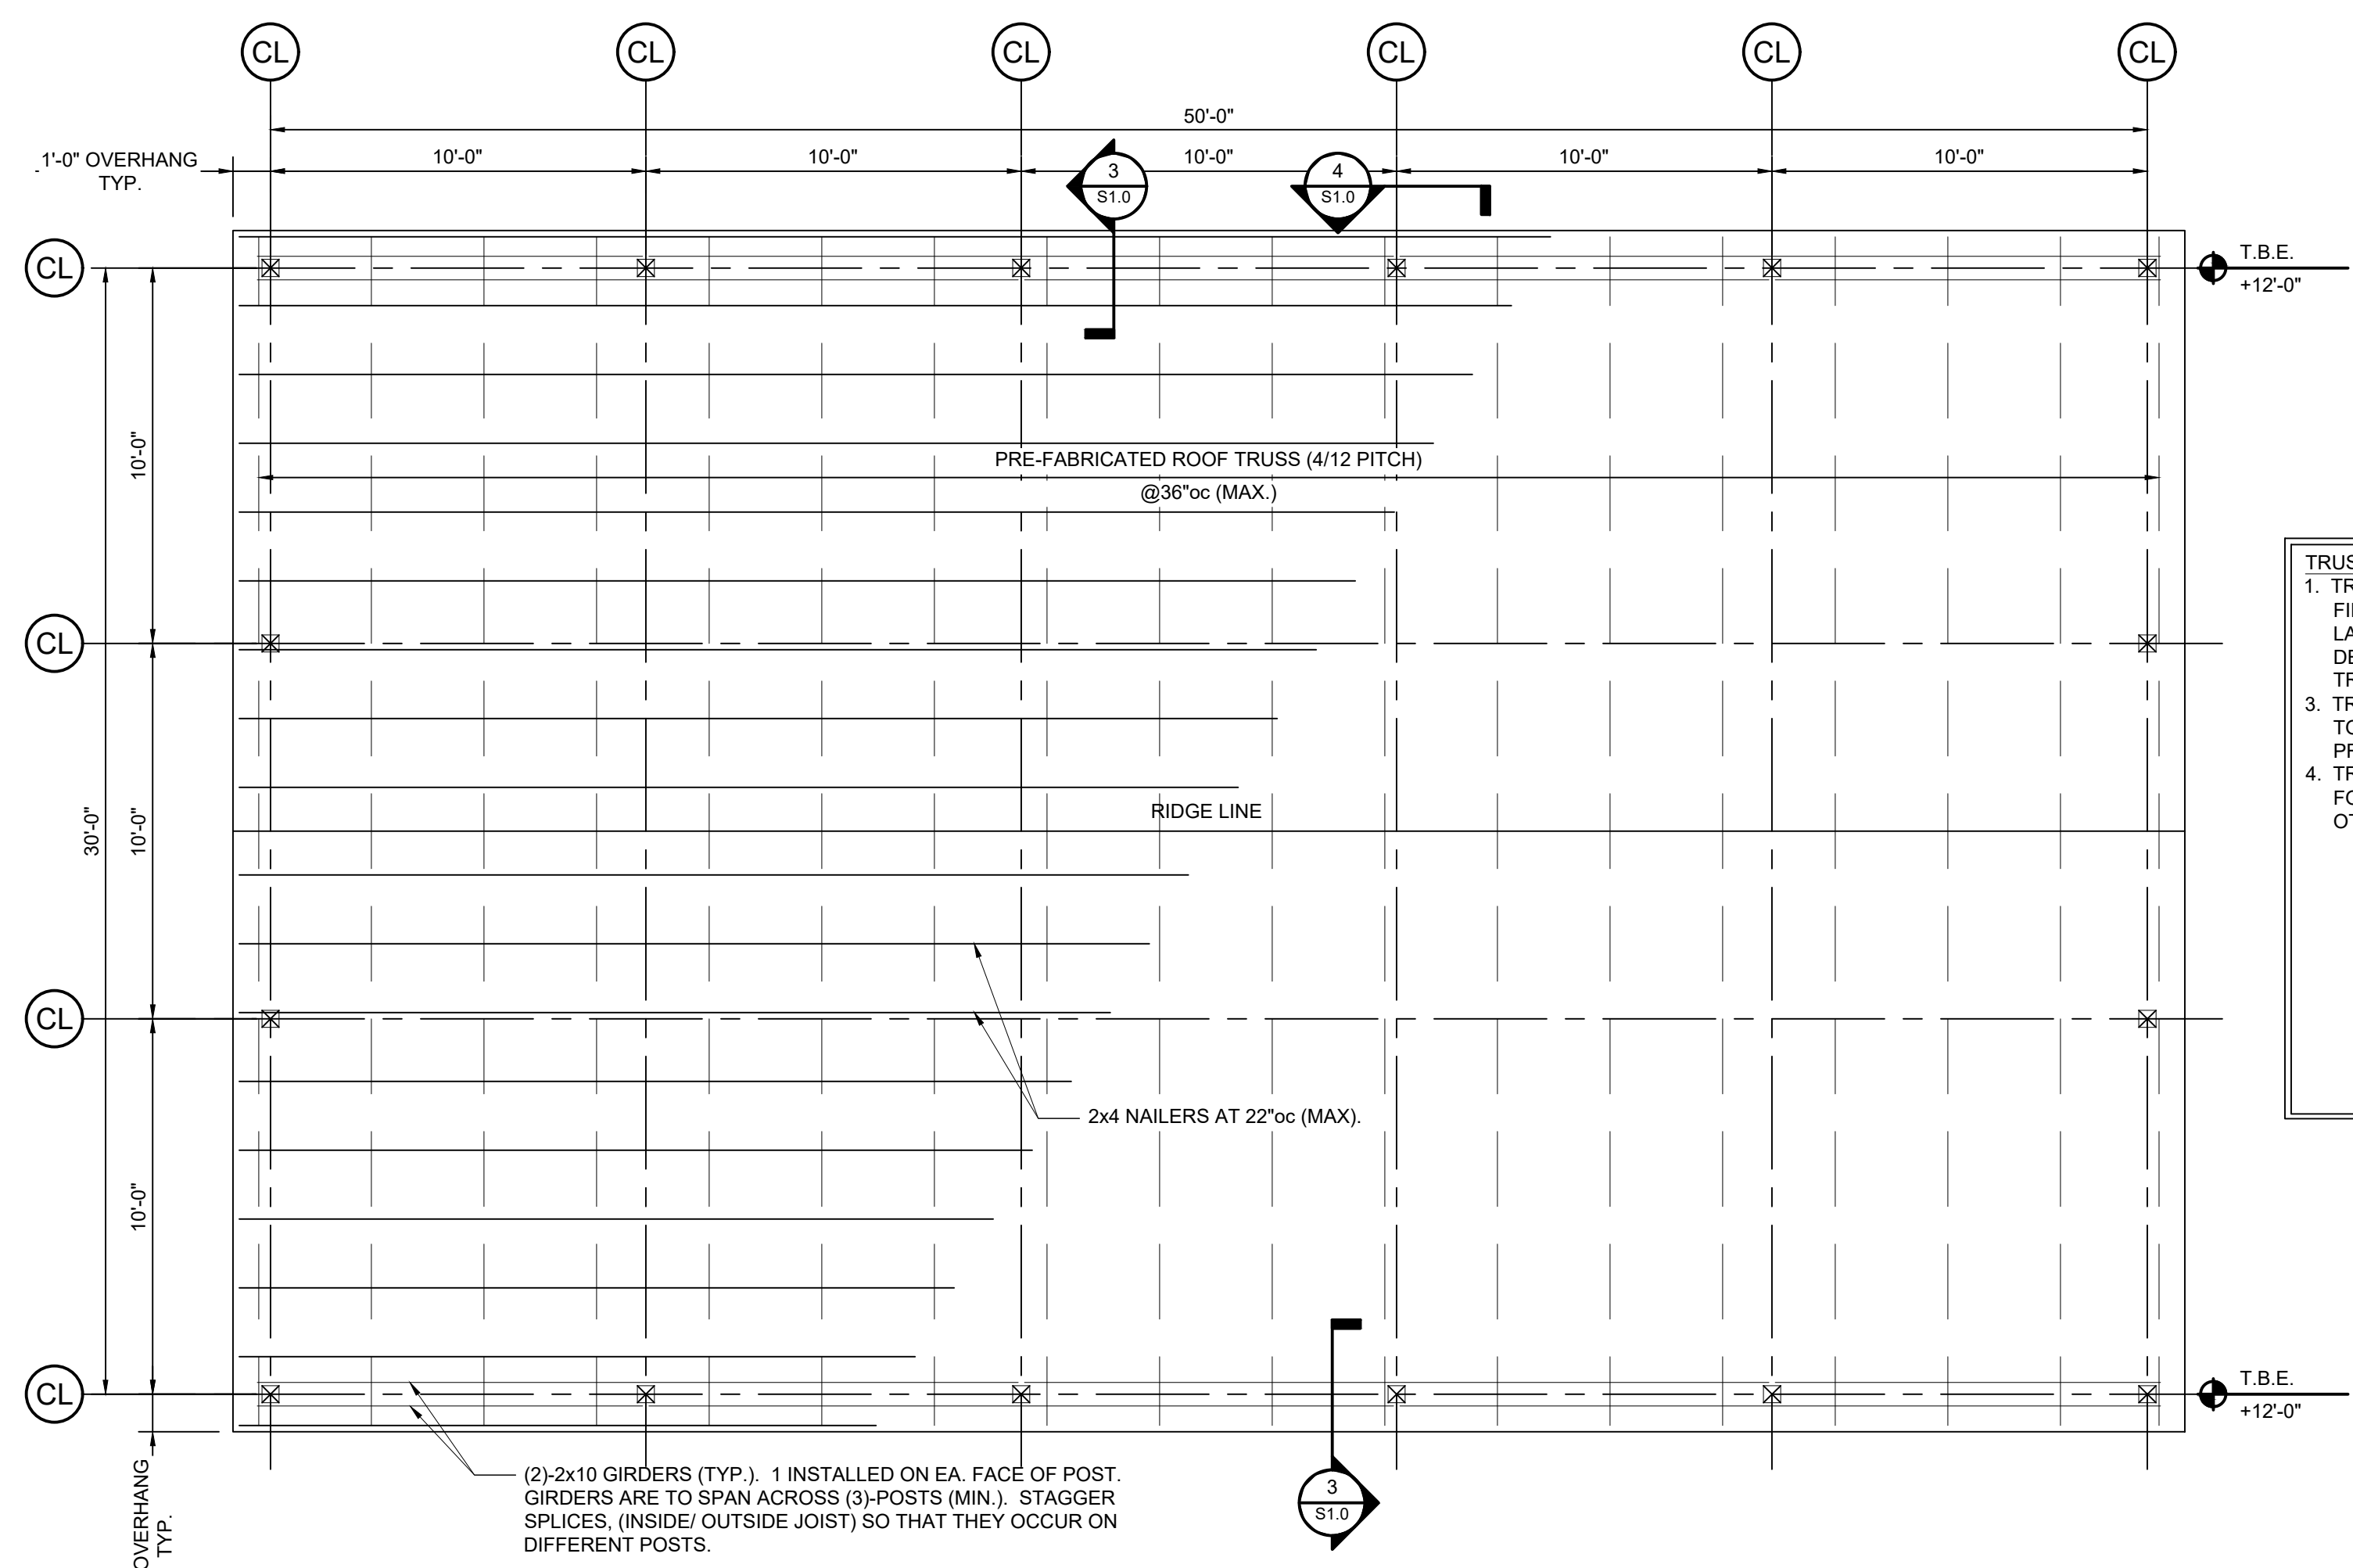 CL CL CL CL CL CL
50'-0"
1'-0" OVERHANG
TYP.
10'-0" 10'-0" 10'-0" 10'-0" 10'-0"
3
S1.0
4
S1.0
CL
T.B.E.
+12'-0"
10'-0"
PRE-FABRICATED ROOF TRUSS (4/12 PITCH)
@36"oc (MAX.)
CL
30'-0"
10'-0"
RIDGE LINE
CL
2x4 NAILERS AT 22"oc (MAX).
10'-0"
CL
T.B.E.
+12'-0"
OVERHANG
TYP.
(2)-2x10 GIRDERS (TYP.). 1 INSTALLED ON EA. FACE OF POST.
GIRDERS ARE TO SPAN ACROSS (3)-POSTS (MIN.). STAGGER
SPLICES, (INSIDE/ OUTSIDE JOIST) SO THAT THEY OCCUR ON
DIFFERENT POSTS.
3
S1.0
1.
3.
TO
4.